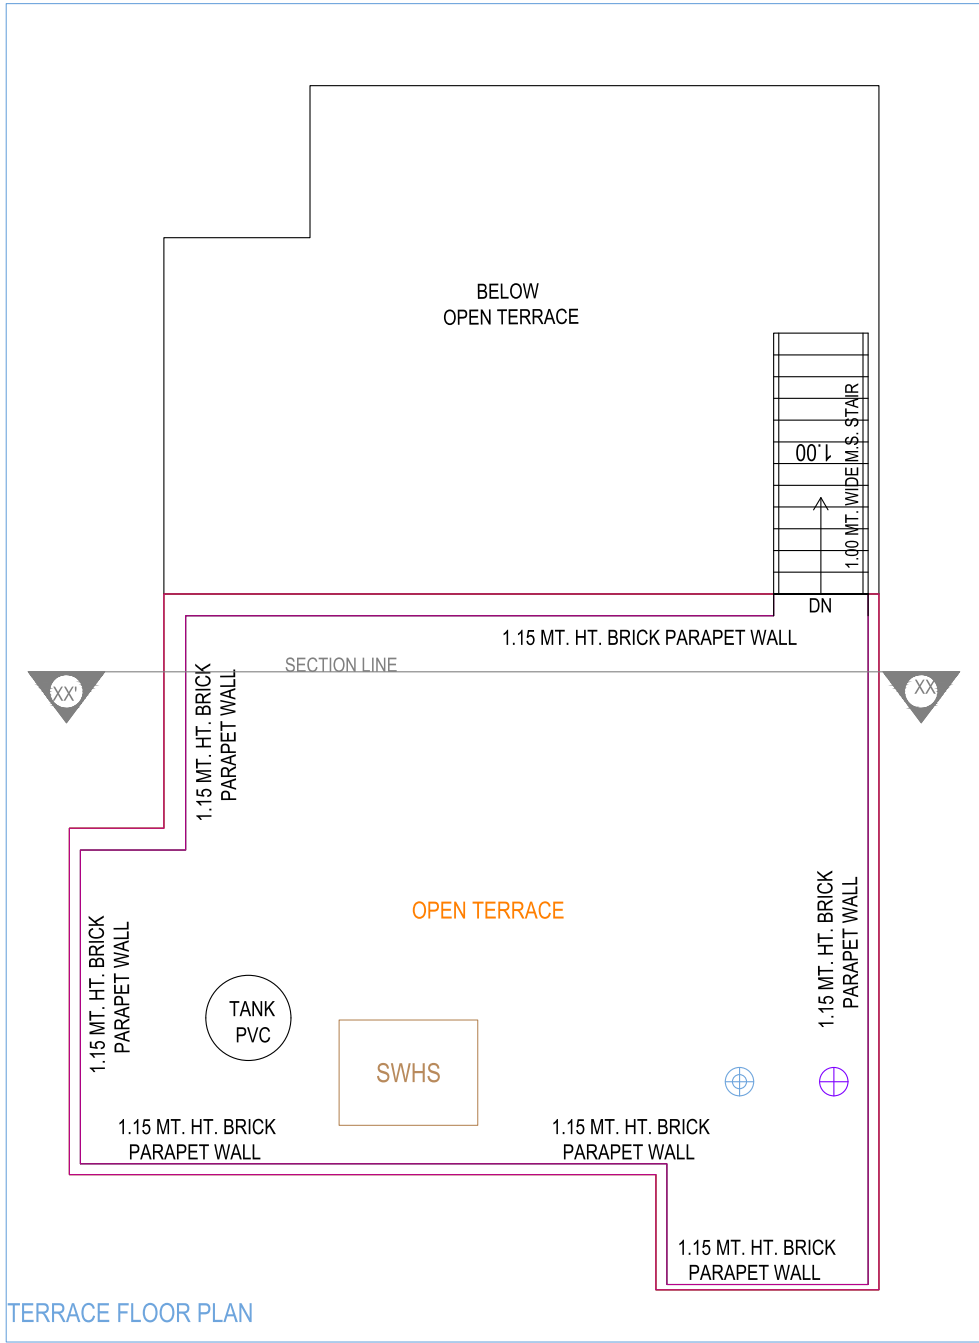 BELOW
OPEN TERRACE
1.00
1.00 MT. WIDE M.S. STAIR
DN
1.15 MT. HT. BRICK PARAPET WALL
SECTION LINE
XX'
XX
1.15 MT. HT. BRICK
PARAPET WALL
OPEN TERRACE
1.15 MT. HT. BRICK
PARAPET WALL
1.15 MT. HT. BRICK
PARAPET WALL
TANK
PVC
SWHS
1.15 MT. HT. BRICK
PARAPET WALL
1.15 MT. HT. BRICK
PARAPET WALL
1.15 MT. HT. BRICK
PARAPET WALL
TERRACE FLOOR PLAN